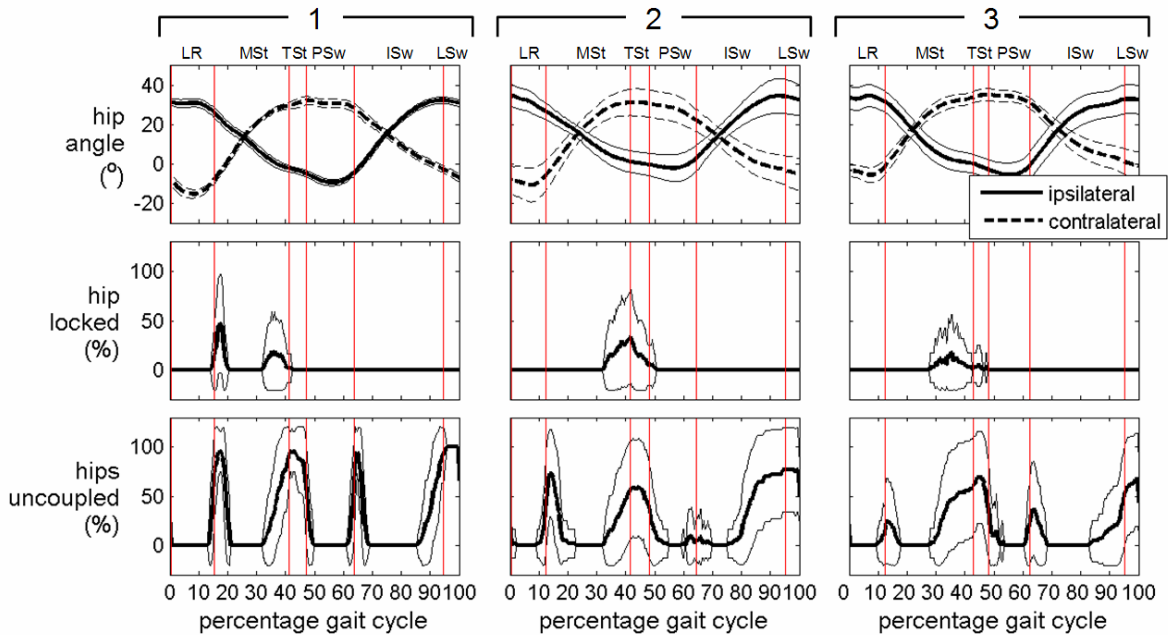 1 2 3
LR MSt TSt PSw ISw LSw LR MSt TSt PSw ISw LSw LR MSt TSt PSw ISw LSw
hip angle (º)
40
20
0
-20
ipsilateral
contralateral
hip locked (%)
100
50
0
hips uncoupled (%)
100
50
0
0 10 20 30 40 50 60 70 80 90 100 0 10 20 30 40 50 60 70 80 90 100 0 10 20 30 40 50 60 70 80 90 100
percentage gait cycle percentage gait cycle percentage gait cycle